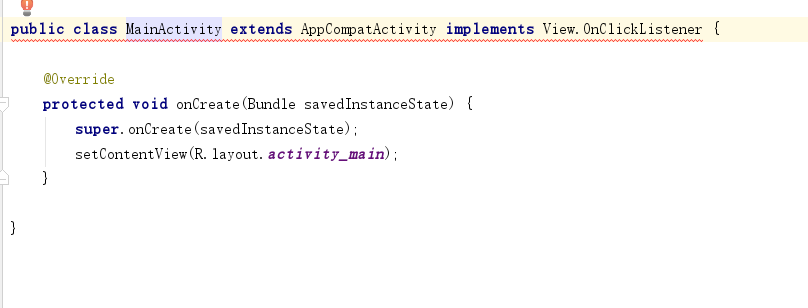 public class MainActivity extends AppCompatActivity implements View.OnClickListener {
@Override
protected void onCreate(Bundle savedInstanceState) {
super.onCreate(savedInstanceState);
setContentView(R.layout.activity_main);
}
}